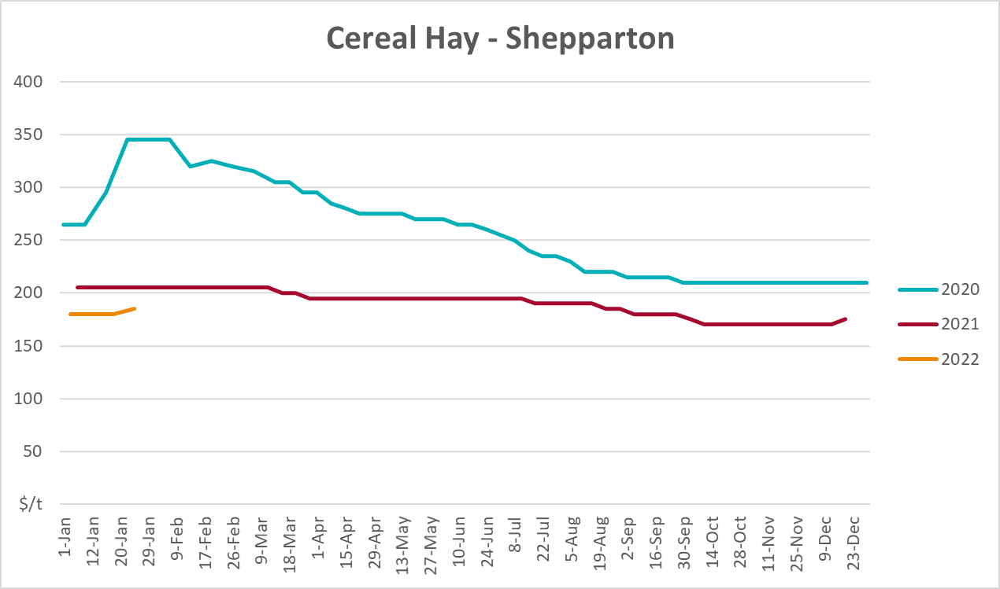 Cereal Hay - Shepparton
400
350
300
250
200
150
100
50
$/t
1-Jan
12-Jan
20-Jan
29-Jan
9-Feb
17-Feb
26-Feb
9-Mar
18-Mar
1-Apr
15-Apr
29-Apr
13-May
27-May
10-Jun
24-Jun
8-Jul
22-Jul
5-Aug
19-Aug
2-Sep
16-Sep
30-Sep
14-Oct
28-Oct
11-Nov
25-Nov
9-Dec
23-Dec
2020
2021
2022